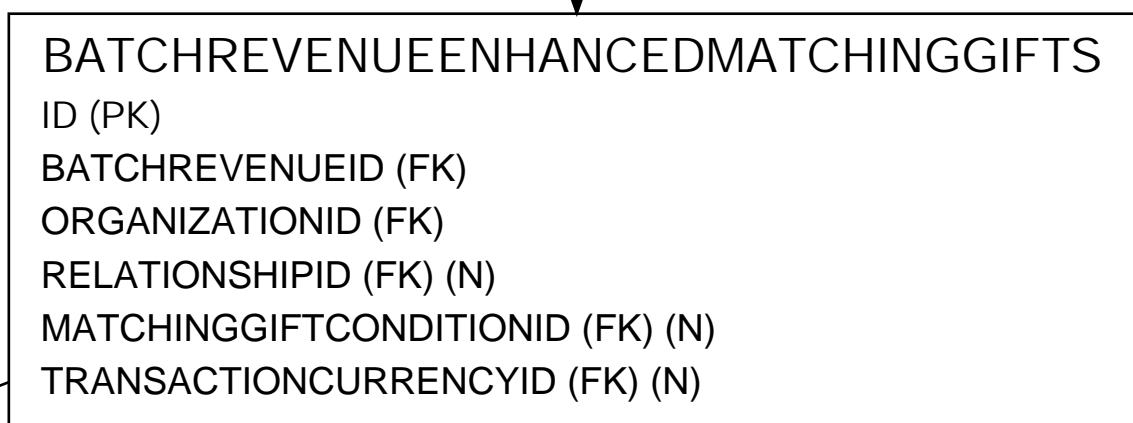 BATCHREVENUEENHANCEDMATCHINGGIFTS
ID (PK)
BATCHREVENUEID (FK)
ORGANIZATIONID (FK)
RELATIONSHIPID (FK) (N)
MATCHINGGIFTCONDITIONID (FK) (N)
TRANSACTIONCURRENCYID (FK) (N)